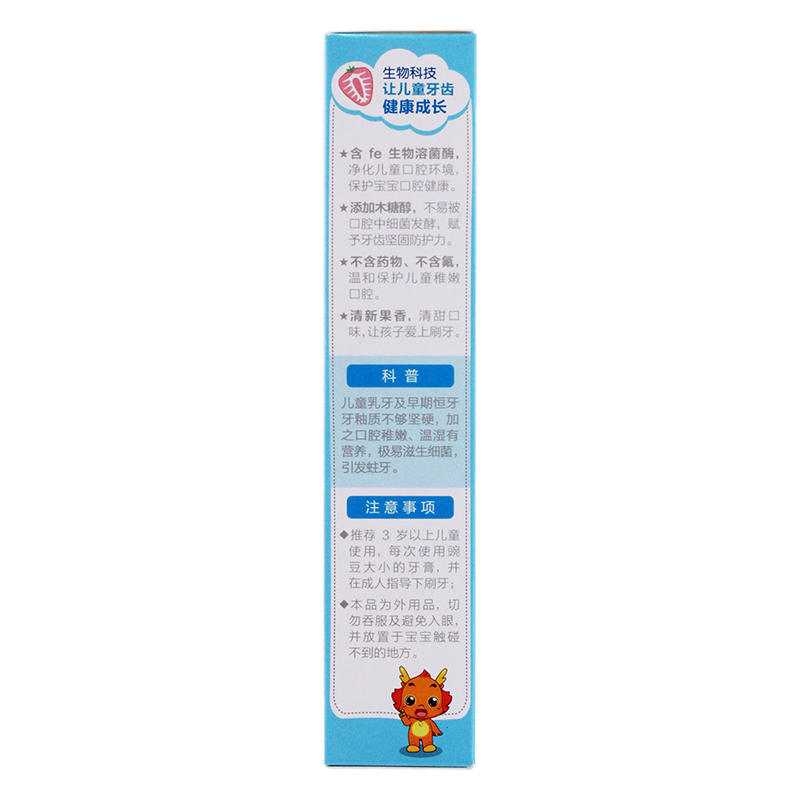 生物科技
让儿童牙齿
健康成长
★含 fe 生物溶菌酶，
净化儿童口腔环境，
保护宝宝口腔健康。
★添加木糖醇，不易被
口腔中细菌发酵，赋
予牙齿坚固防护力。
★不含药物、不含氟，
温和保护儿童稚嫩
口腔。
★清新果香，清甜口
味，让孩子爱上刷牙。
科普
儿童乳牙及早期恒牙
牙釉质不够坚硬，加
之口腔稚嫩、温湿有
营养，极易滋生细菌，
引发蛀牙。
注意事项
◆推荐 3 岁以上儿童
使用，每次使用豌
豆大小的牙膏，并
在成人指导下刷牙；
◆本品为外用品，切
勿吞服及避免入眼，
并放置于宝宝触碰
不到的地方。